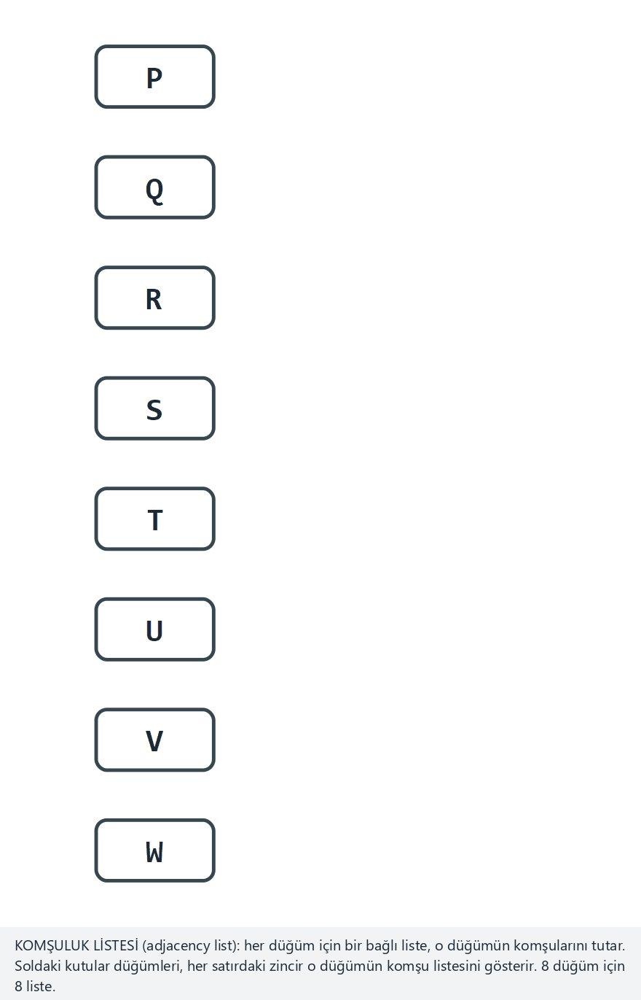 P
Q
R
S
T
U
V
W
KOMŞULUK LİSTESİ (adjacency list): her düğüm için bir bağlı liste, o düğümün komşularını tutar.
Soldaki kutular düğümleri, her satırdaki zincir o düğümün komşu listesini gösterir. 8 düğüm için
8 liste.